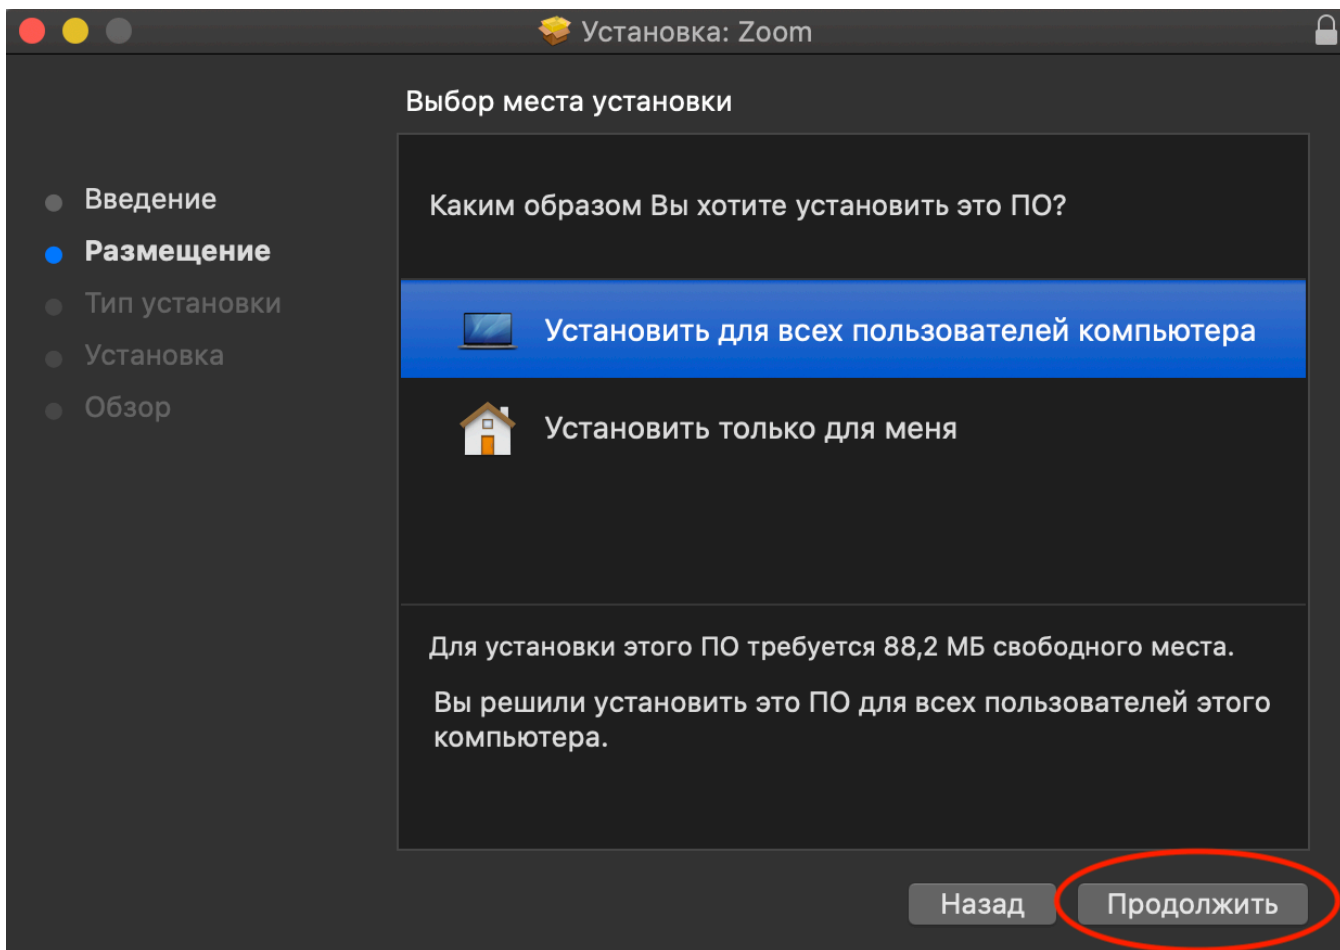 Установка: Zoom
Выбор места установки
Введение
Размещение
Тип установки
Установка
Обзор
Каким образом Вы хотите установить это ПО?
Установить для всех пользователей компьютера
Установить только для меня
Для установки этого ПО требуется 88,2 МБ свободного места.
Вы решили установить это ПО для всех пользователей этого
компьютера.
Назад
Продолжить